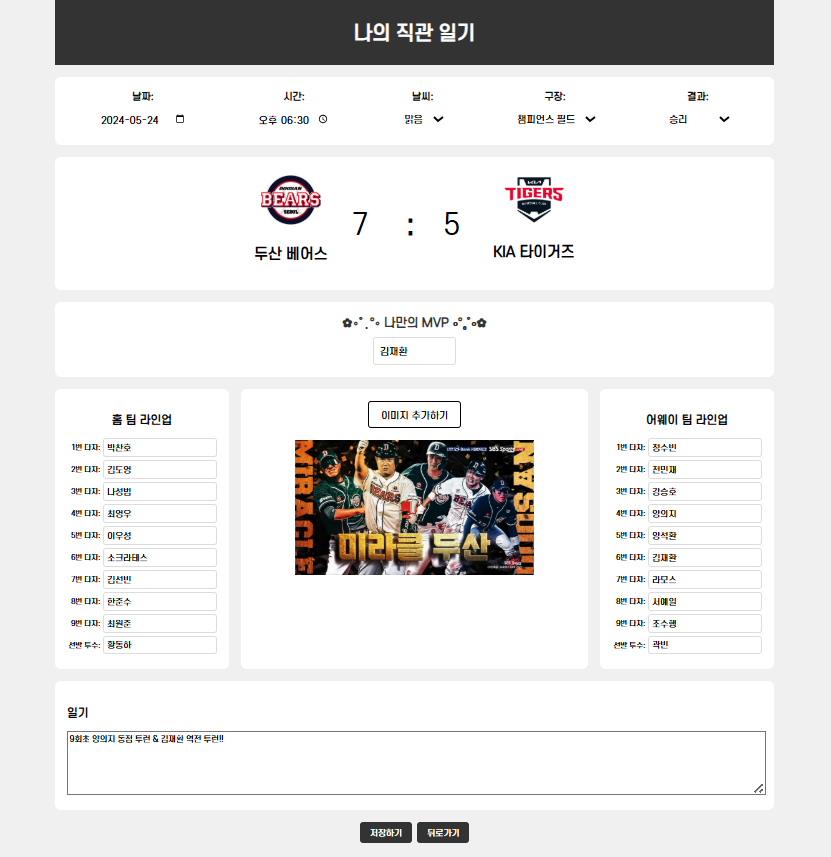 나의 직관 일기
날짜: 시간: 날씨: 구장: 결과:
2024-05-24 오후 06:30 맑음 챔피언스 필드 승리
DOOSAN
BEARS
SEOUL
KIA
TIGERS
7 : 5
두산 베어스
KIA 타이거즈
✿∘˚˳°∘ 나만의 MVP ∘°˳˚∘✿
김재환
홈 팀 라인업
1번 타자: 박찬호
2번 타자: 김도영
3번 타자: 나성범
4번 타자: 최형우
5번 타자: 이우성
6번 타자: 소크라테스
7번 타자: 김선빈
8번 타자: 한준수
9번 타자: 최원준
선발 투수: 황동하
이미지 추가하기
MIRACLE
DOOSAN
BEARS
미라클 두산
어웨이 팀 라인업
1번 타자: 정수빈
2번 타자: 전민재
3번 타자: 강승호
4번 타자: 양의지
5번 타자: 양석환
6번 타자: 김재환
7번 타자: 라모스
8번 타자: 서예일
9번 타자: 조수행
선발 투수: 곽빈
일기
9회초 양의지 동점 투런 & 김재환 역전 투런!!
저장하기 뒤로가기